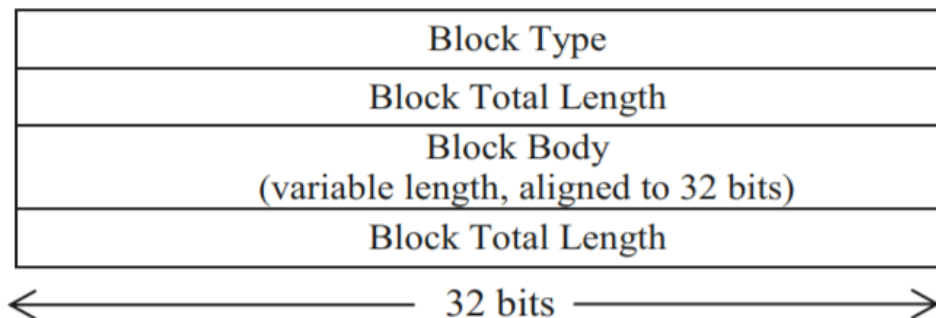 Block Type
Block Total Length
Block Body
(variable length, aligned to 32 bits)
Block Total Length
32 bits